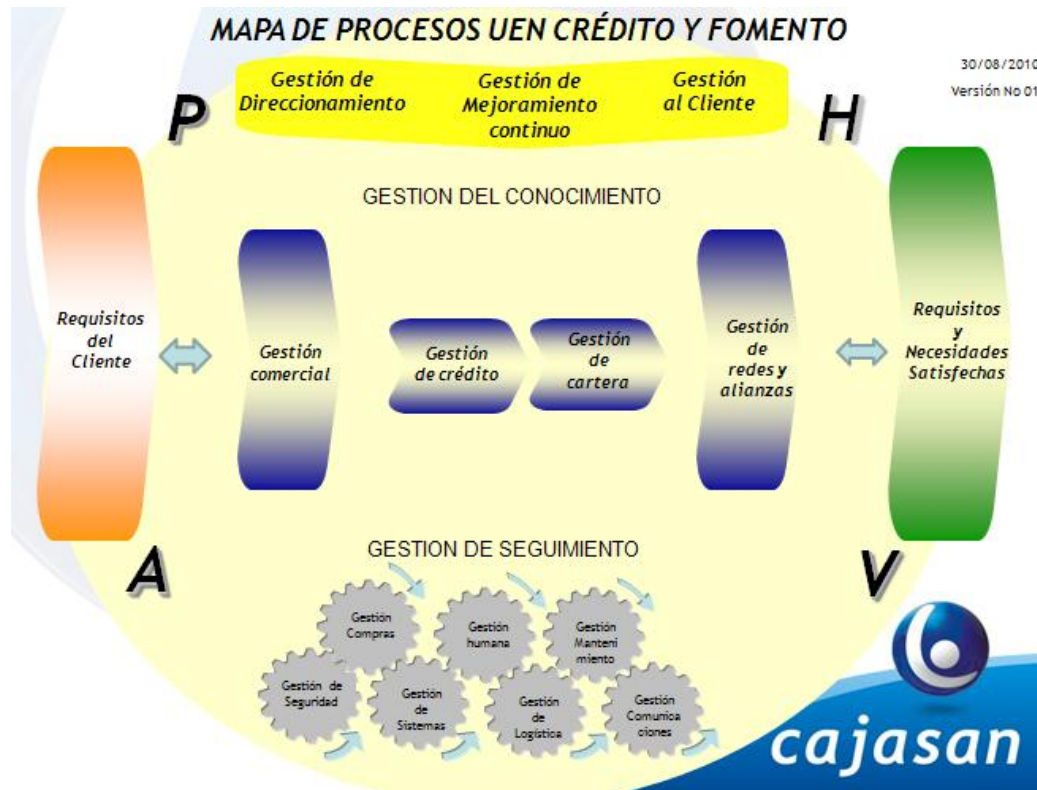 MAPA DE PROCESOS UEN CRÉDITO Y FOMENTO
30/08/2010
Versión No 01
Gestión de
Direccionamiento
Gestión de
Mejoramiento
continuo
Gestión
al Cliente
P
H
GESTION DEL CONOCIMIENTO
Requisitos
del
Cliente
Gestión
comercial
Gestión
de crédito
Gestión
de
cartera
Gestión
de
redes y
alianzas
Requisitos
y
Necesidades
Satisfechas
A
V
GESTION DE SEGUIMIENTO
Gestión
Compras
Gestión
humana
Gestión
Manteni
miento
Gestión de
Seguridad
Gestión
de
Sistemas
Gestión
de
Logística
Gestión
Comunica
ciones
cajasan